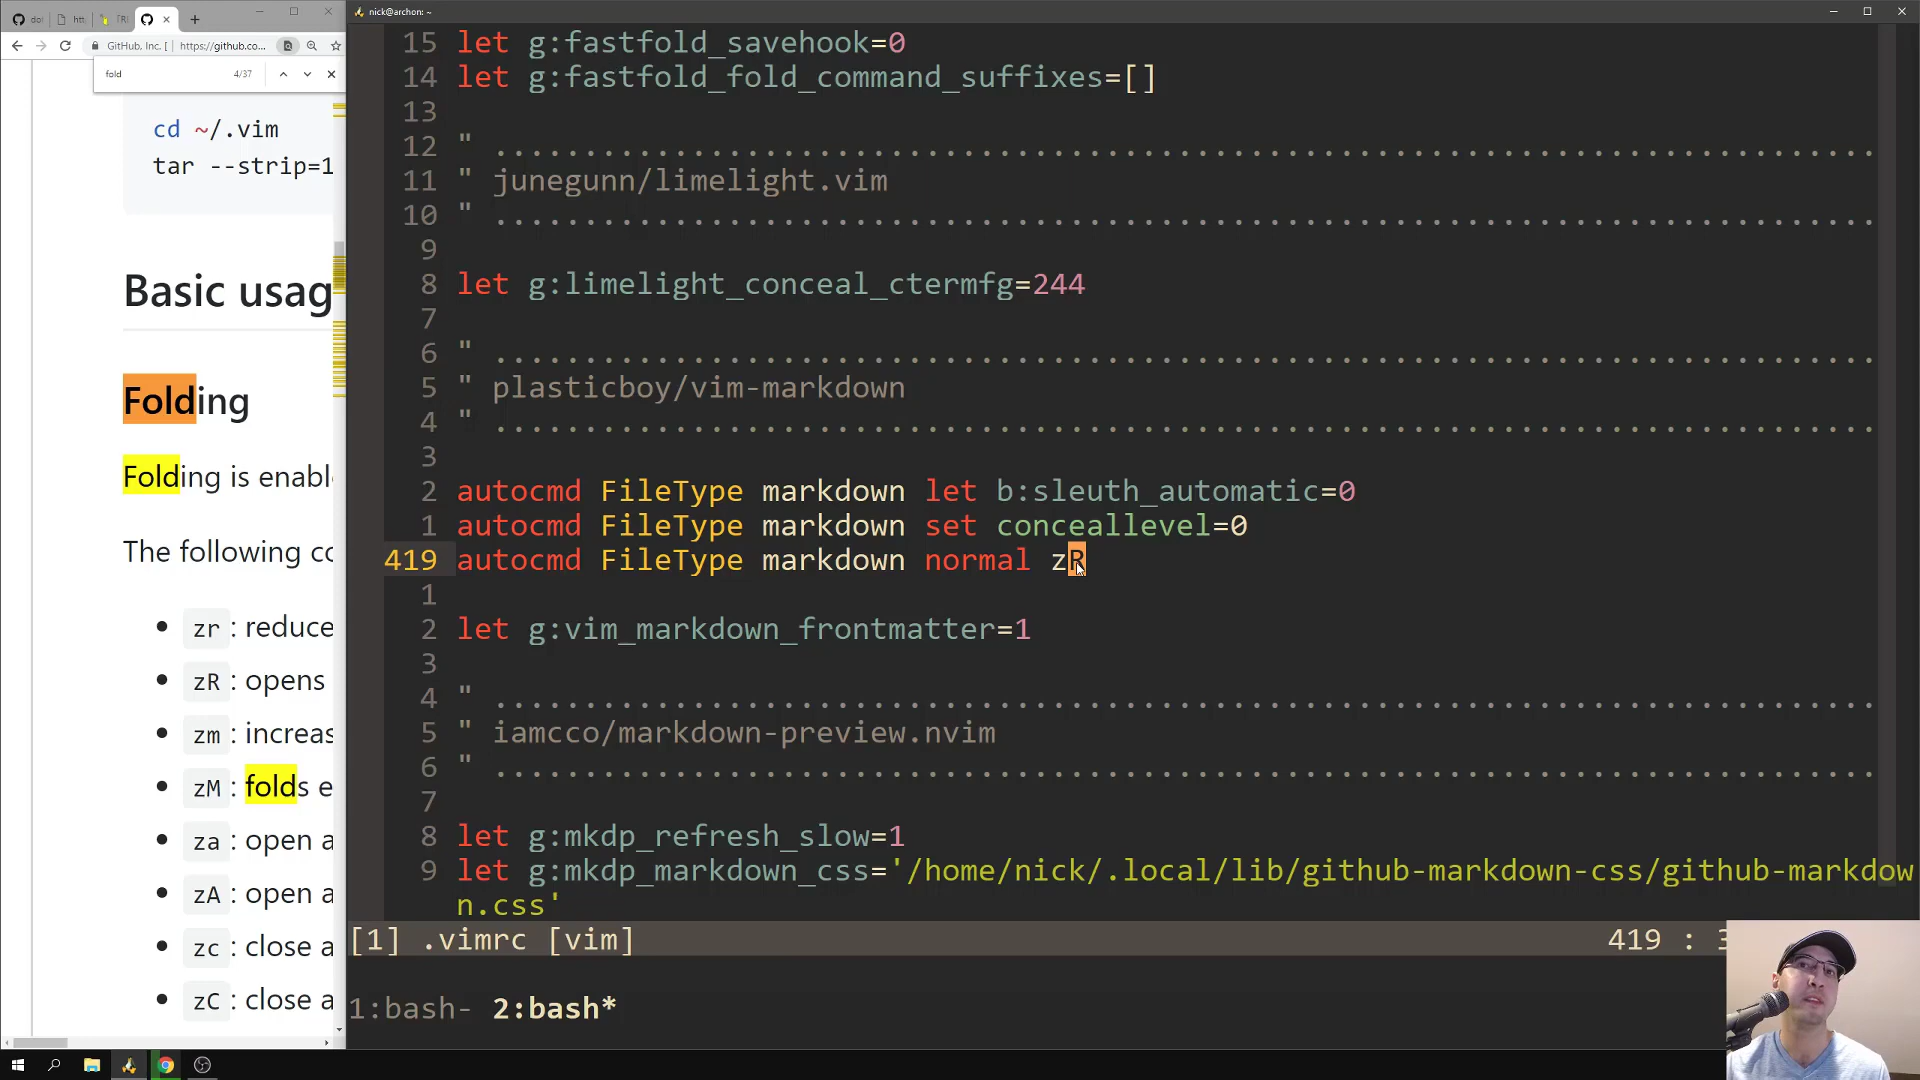 do
htt
TRI
GitHub, Inc. [ https://github.co...
fold 4/37
cd ~/.vim
tar --strip=1
Basic usag
Folding
Folding is enabl
The following co
zr : reduce
zR : opens
zm : increas
zM : folds e
za : open a
zA : open a
zc : close a
zC : close a
nick@archon: ~
15 let g:fastfold_savehook=0
14 let g:fastfold_fold_command_suffixes=[]
13
12 " .............................................................................
11 " junegunn/limelight.vim
10 " .............................................................................
9
8 let g:limelight_conceal_ctermfg=244
7
6 " .............................................................................
5 " plasticboy/vim-markdown
4 " .............................................................................
3
2 autocmd FileType markdown let b:sleuth_automatic=0
1 autocmd FileType markdown set conceallevel=0
419 autocmd FileType markdown normal zR
1
2 let g:vim_markdown_frontmatter=1
3
4 " .............................................................................
5 " iamcco/markdown-preview.nvim
6 " .............................................................................
7
8 let g:mkdp_refresh_slow=1
9 let g:mkdp_markdown_css='/home/nick/.local/lib/github-markdown-css/github-markdow
n.css'
[1] .vimrc [vim] 419 : 3
1:bash- 2:bash*